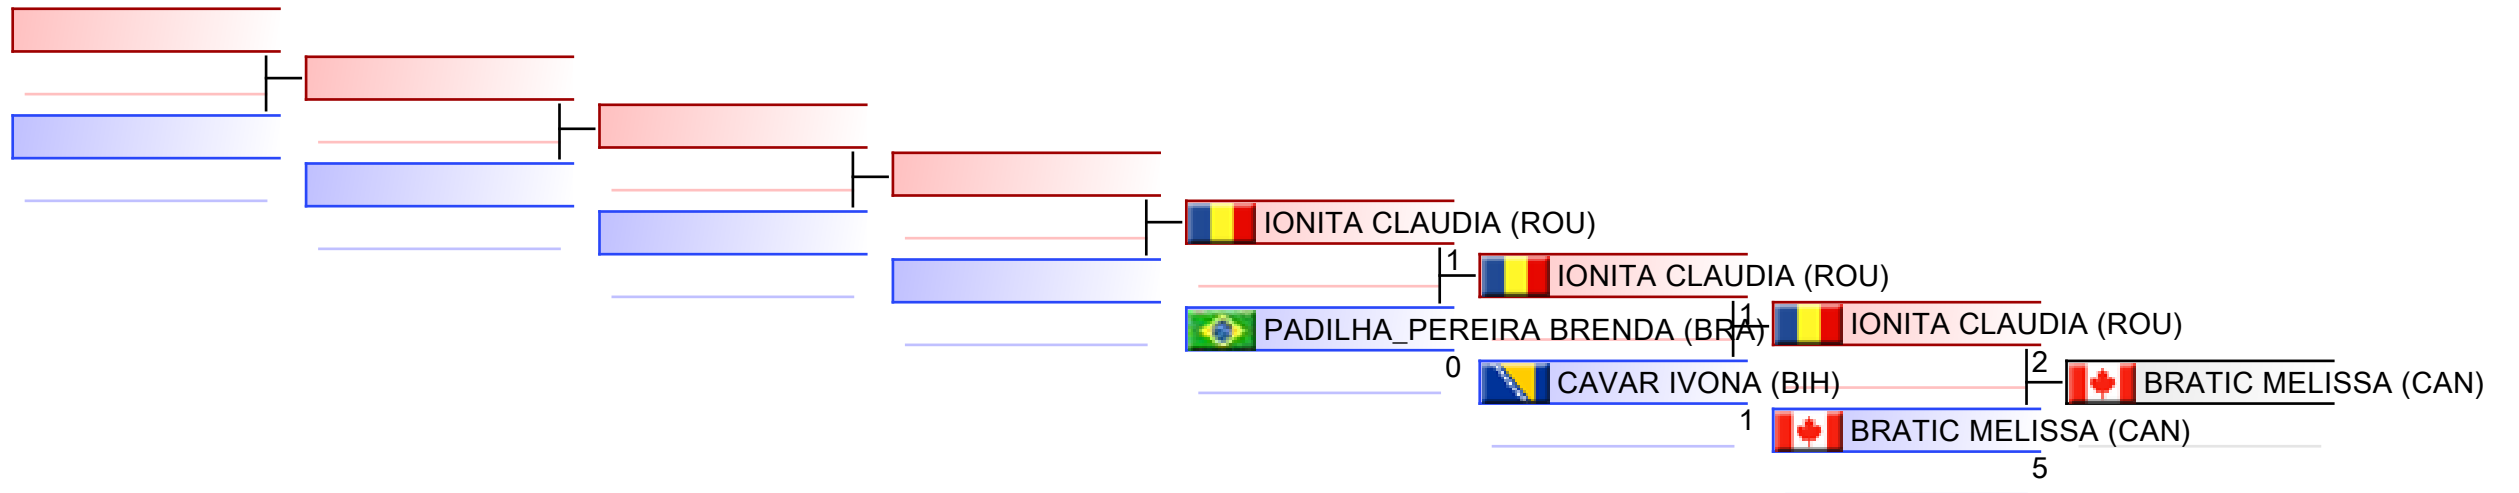 IONITA CLAUDIA (ROU)
1
PADILHA_PEREIRA BRENDA (BRA)
0
IONITA CLAUDIA (ROU)
1
CAVAR IVONA (BIH)
1
IONITA CLAUDIA (ROU)
2
BRATIC MELISSA (CAN)
5
BRATIC MELISSA (CAN)